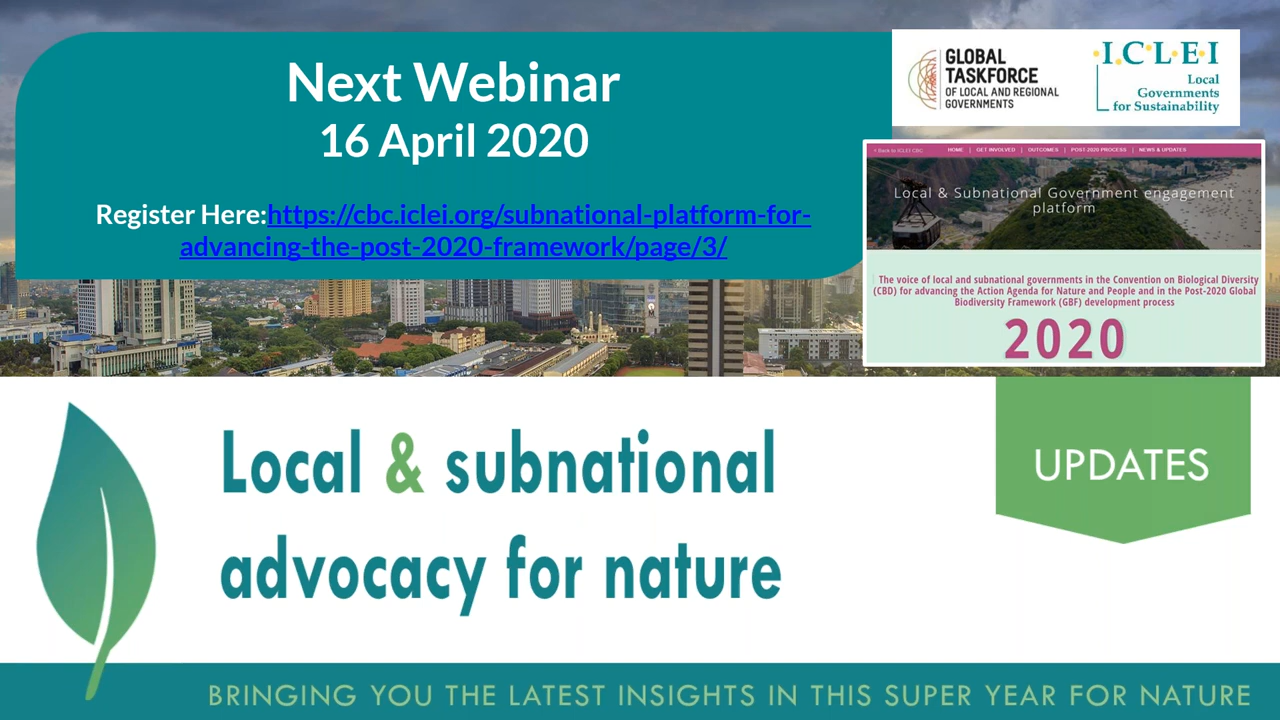 Next Webinar
16 April 2020
Register Here:https://cbc.iclei.org/subnational-platform-for-
advancing-the-post-2020-framework/page/3/
GLOBAL
TASKFORCE
OF LOCAL AND REGIONAL
GOVERNMENTS
I.C.L.E.I
Local
Governments
for Sustainability
< Back to ICLEI CBC HOME | GET INVOLVED | OUTCOMES | POST-2020 PROCESS | NEWS & UPDATES
Local & Subnational Government engagement
platform
The voice of local and subnational governments in the Convention on Biological Diversity
(CBD) for advancing the Action Agenda for Nature and People and in the Post-2020 Global
Biodiversity Framework (GBF) development process
2020
Local & subnational
advocacy for nature
UPDATES
BRINGING YOU THE LATEST INSIGHTS IN THIS SUPER YEAR FOR NATURE